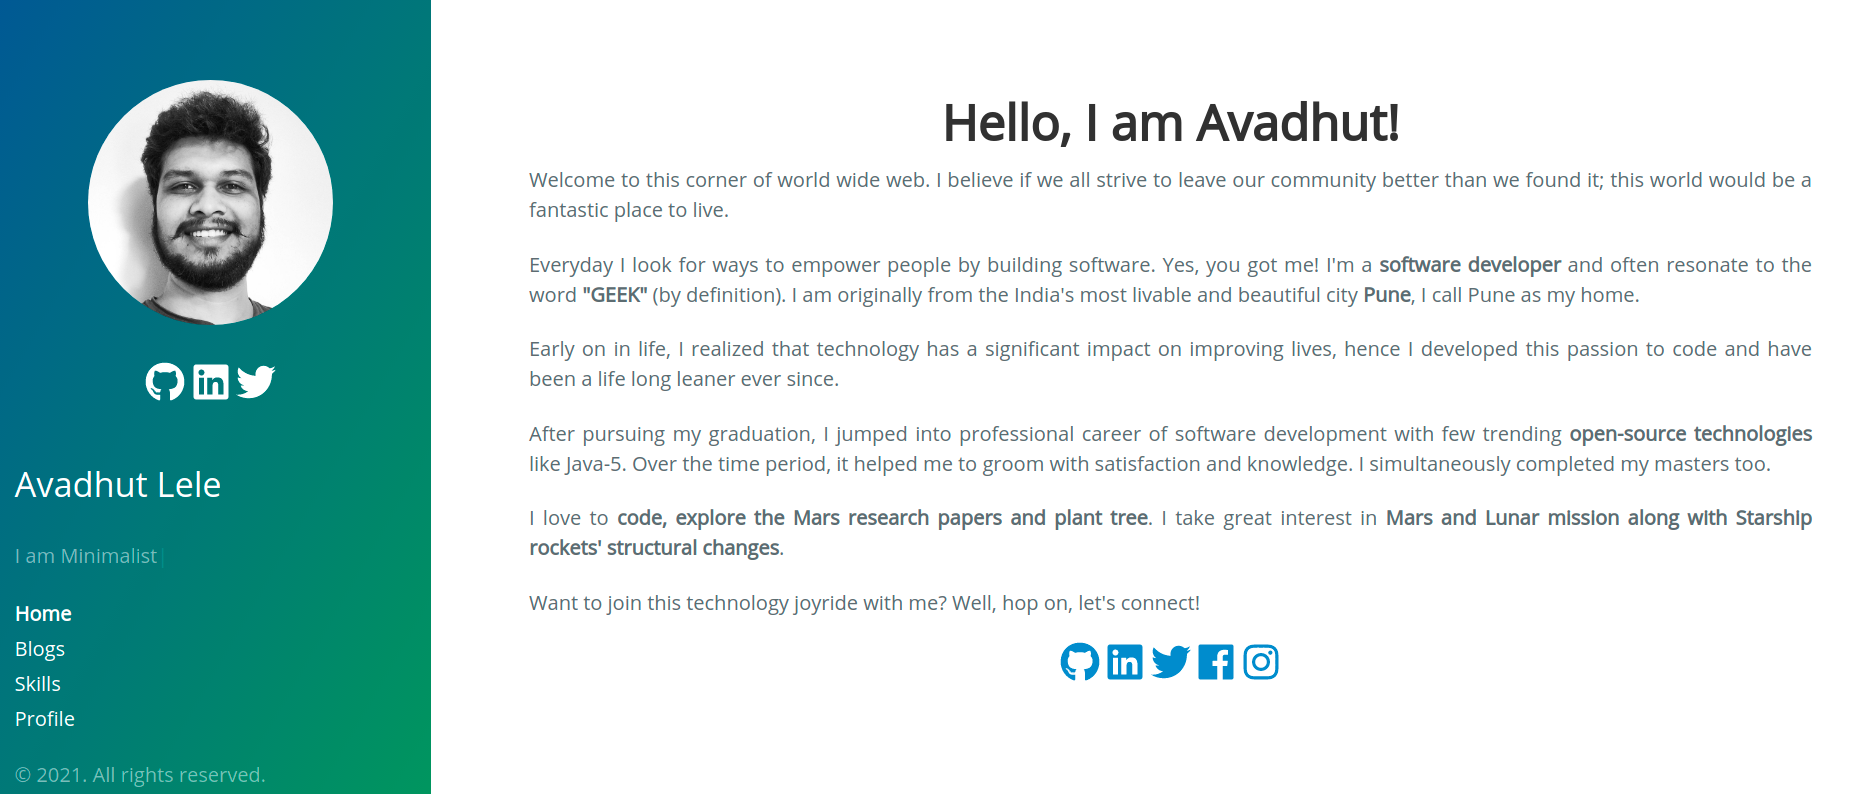 Avadhut Lele
I am Minimalist
Home
Blogs
Skills
Profile
© 2021. All rights reserved.
Hello, I am Avadhut!
Welcome to this corner of world wide web. I believe if we all strive to leave our community better than we found it; this world would be a
fantastic place to live.
Everyday I look for ways to empower people by building software. Yes, you got me! I'm a software developer and often resonate to the
word "GEEK" (by definition). I am originally from the India's most livable and beautiful city Pune, I call Pune as my home.
Early on in life, I realized that technology has a significant impact on improving lives, hence I developed this passion to code and have
been a life long leaner ever since.
After pursuing my graduation, I jumped into professional career of software development with few trending open-source technologies
like Java-5. Over the time period, it helped me to groom with satisfaction and knowledge. I simultaneously completed my masters too.
I love to code, explore the Mars research papers and plant tree. I take great interest in Mars and Lunar mission along with Starship
rockets' structural changes.
Want to join this technology joyride with me? Well, hop on, let's connect!